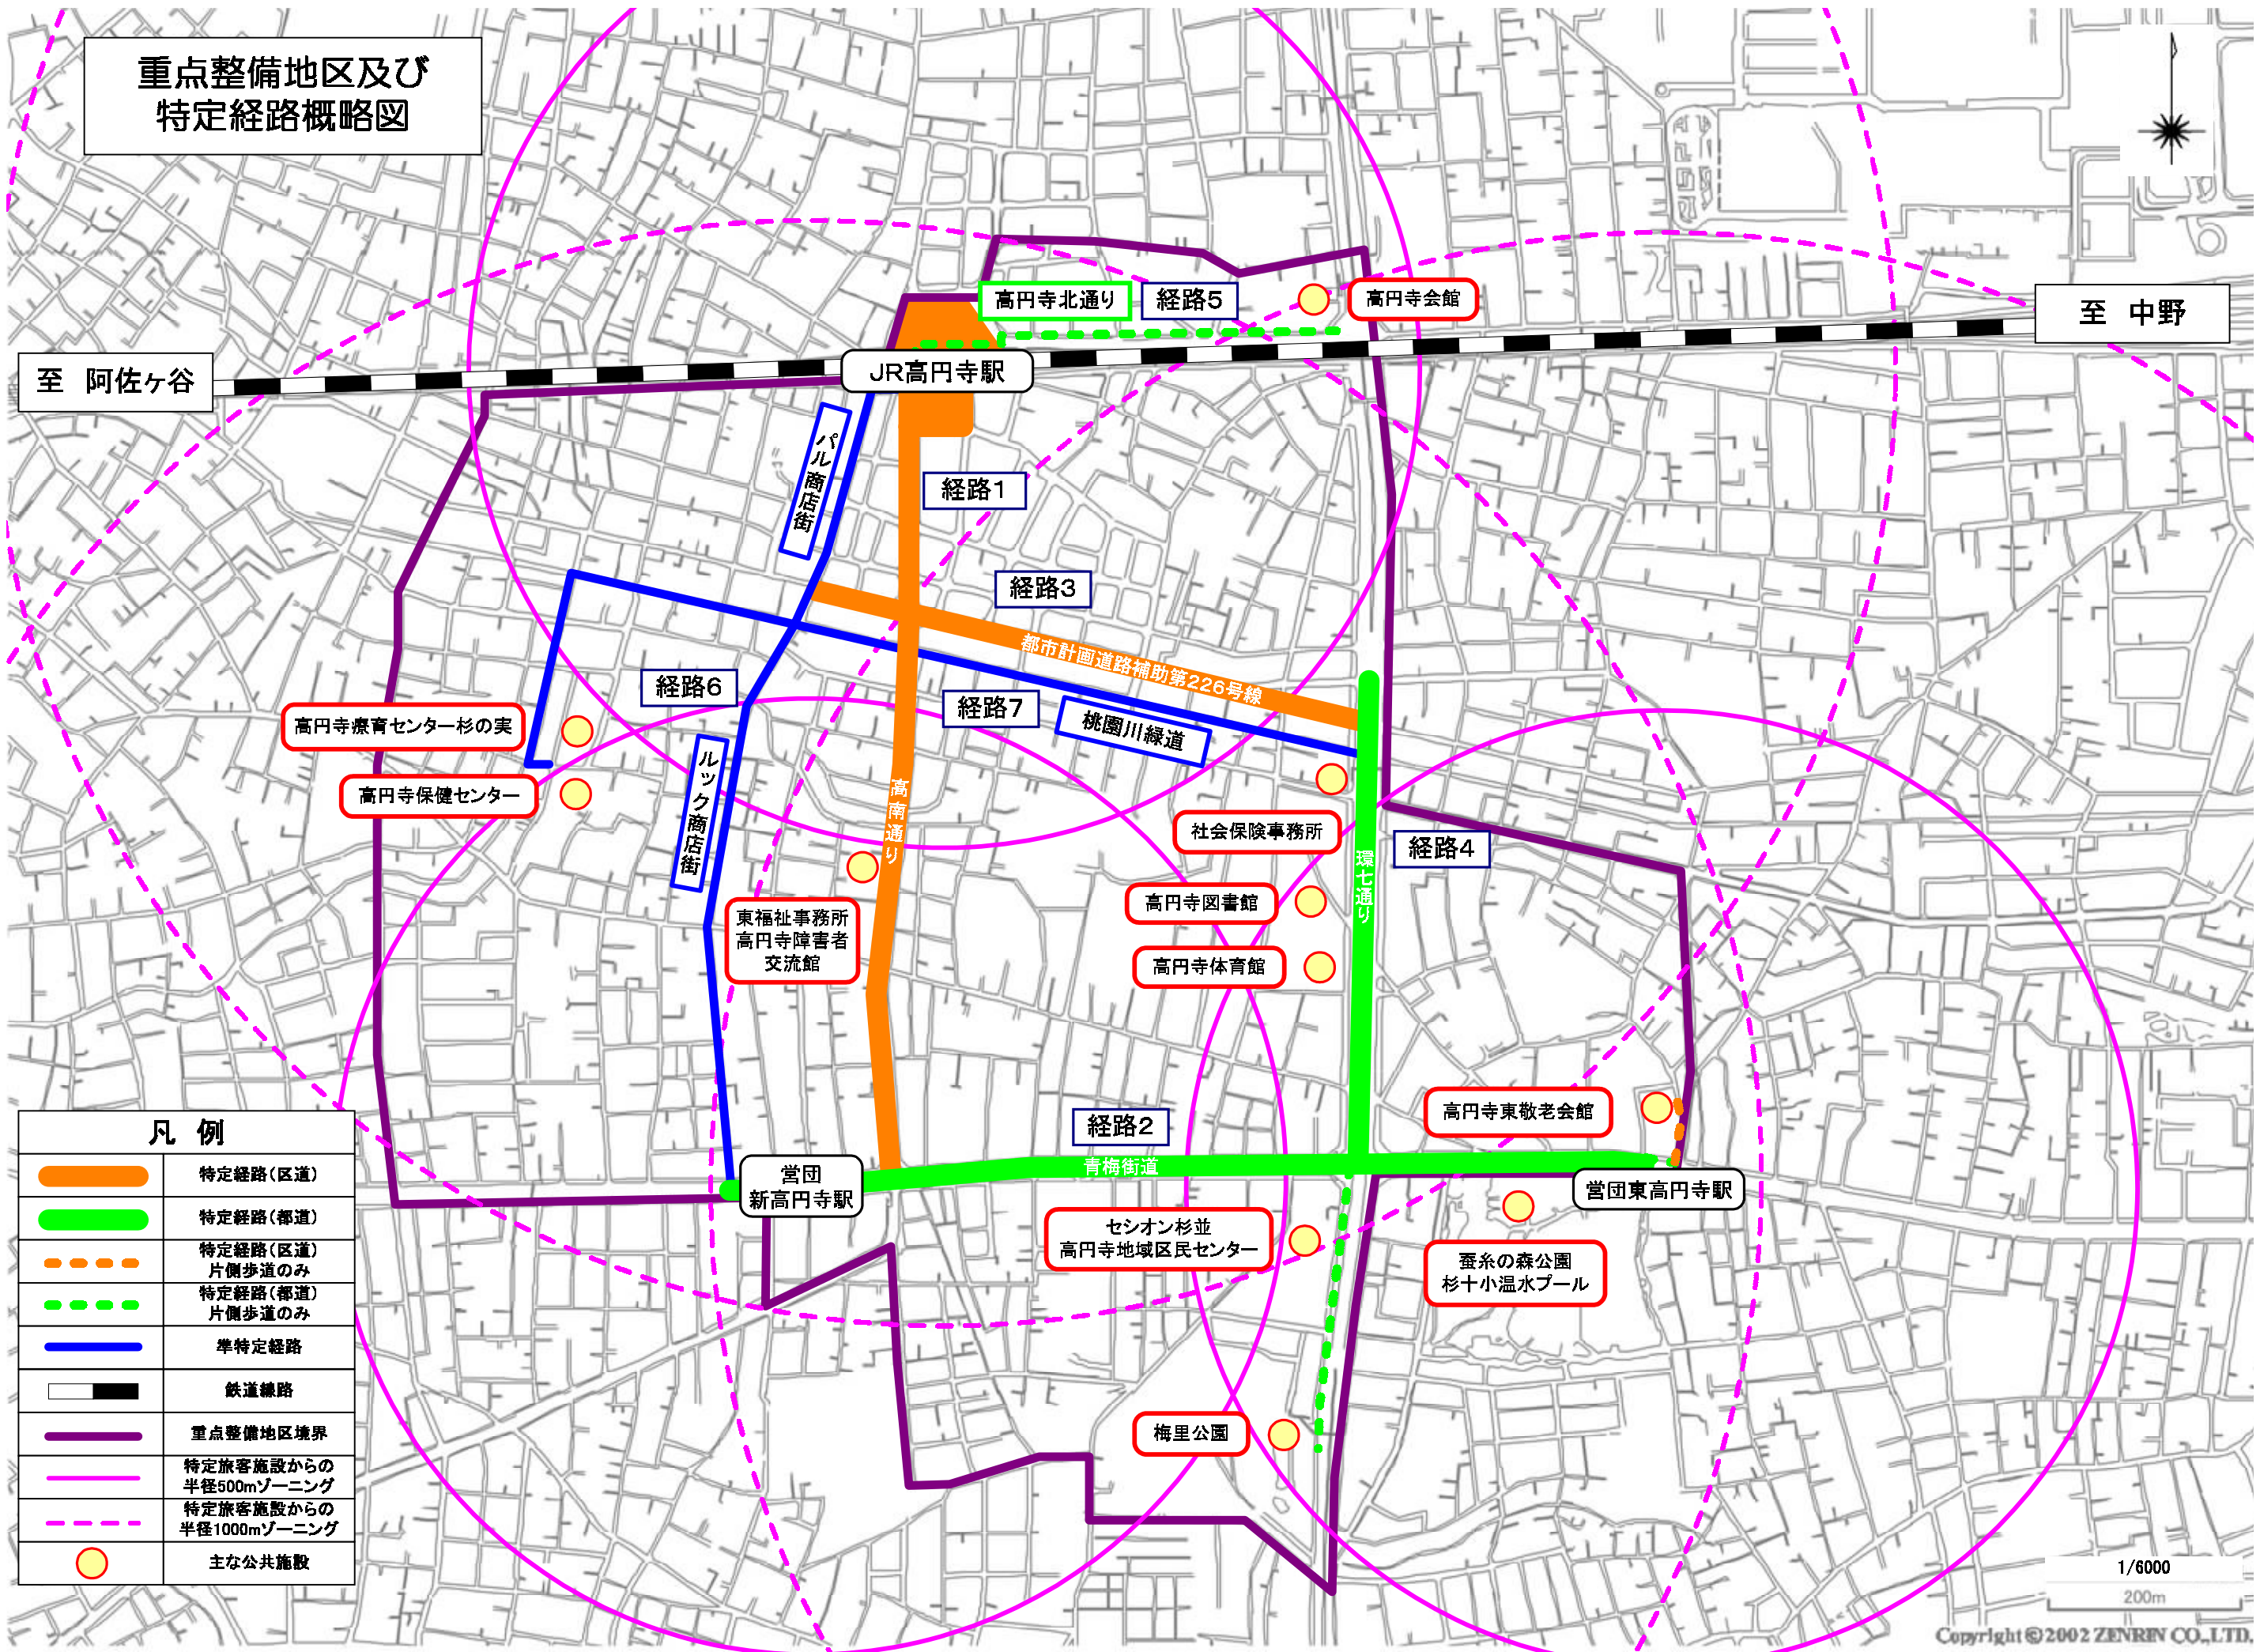 重点整備地区及び
特定経路概略図
高円寺北通り
経路5
高円寺会館
至 中野
至 阿佐ヶ谷
JR高円寺駅
パル商店街
経路1
経路3
都市計画道路補助第226号線
経路6
経路7
桃園川緑道
高円寺療育センター杉の実
高円寺保健センター
ルック商店街
高南通り
社会保険事務所
経路4
環七通り
高円寺図書館
東福祉事務所
高円寺障害者
交流館
高円寺体育館
高円寺東敬老会館
経路2
青梅街道
営団
新高円寺駅
営団東高円寺駅
セシオン杉並
高円寺地域区民センター
蚕糸の森公園
杉十小温水プール
梅里公園
凡 例
特定経路(区道)
特定経路(都道)
特定経路(区道)
片側歩道のみ
特定経路(都道)
片側歩道のみ
準特定経路
鉄道線路
重点整備地区境界
特定旅客施設からの
半径500mゾーニング
特定旅客施設からの
半径1000mゾーニング
主な公共施設
1/6000
200m
Copyright©2002 ZENRIN CO.,LTD.